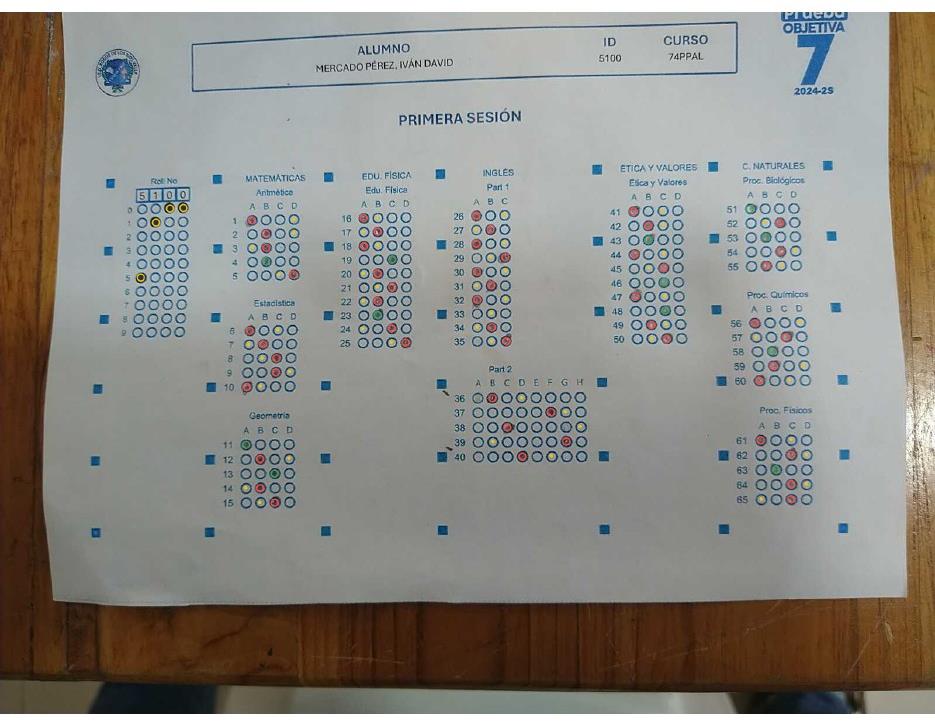 Prueba
OBJETIVA
7
2024-2S
ALUMNO ID CURSO
MERCADO PÉREZ, IVÁN DAVID 5100 74PPAL
PRIMERA SESIÓN
Roll No
5 1 0 0
0
1
2
3
4
5
6
7
8
9
MATEMÁTICAS
Aritmética
A B C D
1
2
3
4
5
Estadística
A B C D
6
7
8
9
10
Geometría
A B C D
11
12
13
14
15
EDU. FÍSICA
Edu. Física
A B C D
16
17
18
19
20
21
22
23
24
25
INGLÉS
Part 1
A B C
26
27
28
29
30
31
32
33
34
35
Part 2
A B C D E F G H
36
37
38
39
40
ETICA Y VALORES
Etica y Valores
A B C D
41
42
43
44
45
46
47
48
49
50
C. NATURALES
Proc. Biológicos
A B C D
51
52
53
54
55
Proc. Químicos
A B C D
56
57
58
59
60
Proc. Físicos
A B C D
61
62
63
64
65